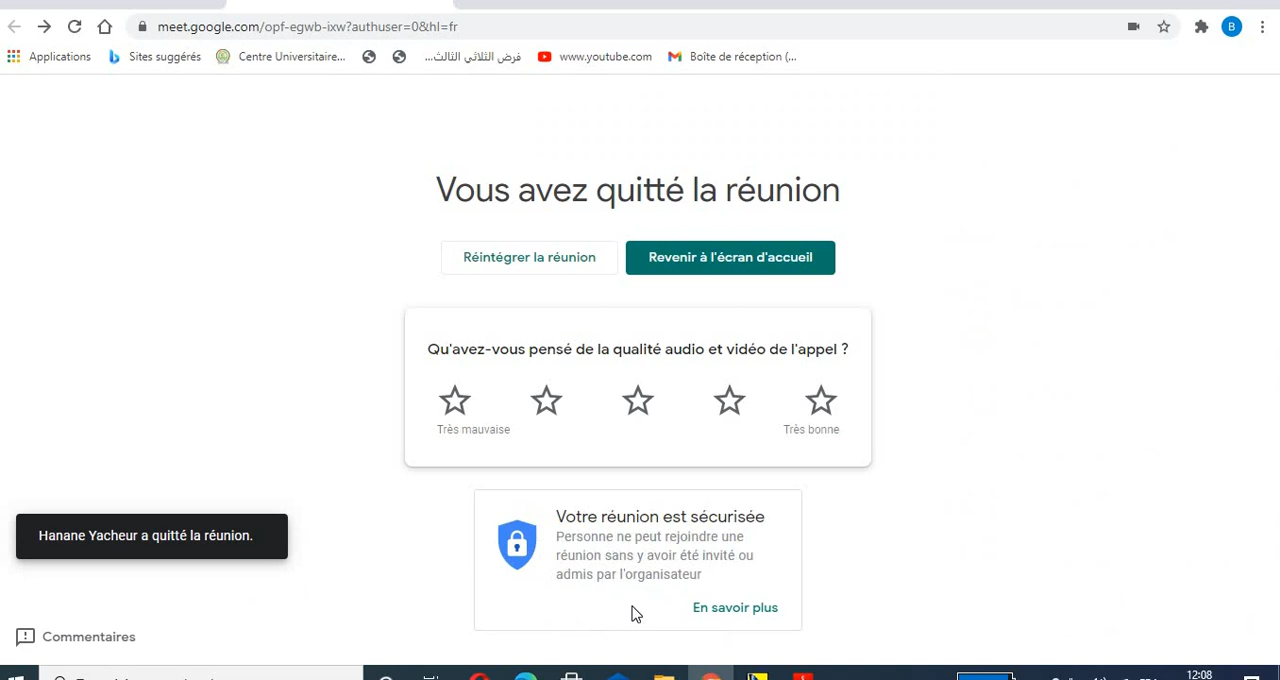 meet.google.com/opf-egwb-ixw?authuser=0&hl=fr
B
Applications
Sites suggérés
Centre Universitaire...
فرض الثلاثي الثالث...
www.youtube.com
Boîte de réception (...
Vous avez quitté la réunion
Réintégrer la réunion
Revenir à l'écran d'accueil
Qu'avez-vous pensé de la qualité audio et vidéo de l'appel ?
Très mauvaise
Très bonne
Votre réunion est sécurisée
Personne ne peut rejoindre une
réunion sans y avoir été invité ou
admis par l'organisateur
En savoir plus
Hanane Yacheur a quitté la réunion.
Commentaires
12:08